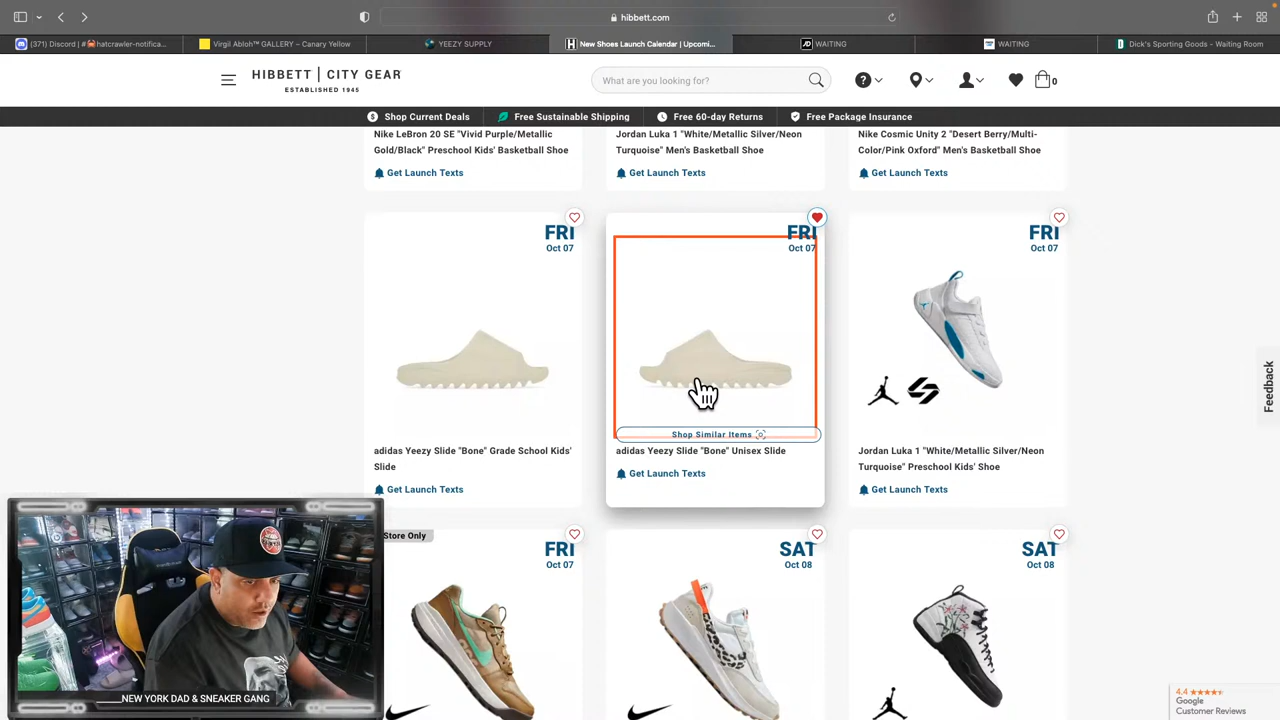 hibbett.com
(371) Discord | #🦀hatcrawler-notifica...
Virgil Abloh™ GALLERY – Canary Yellow
YEEZY SUPPLY
New Shoes Launch Calendar | Upcomi...
WAITING
WAITING
Dick's Sporting Goods - Waiting Room
HIBBETT | CITY GEAR
ESTABLISHED 1945
What are you looking for?
0
Shop Current Deals
Free Sustainable Shipping
Free 60-day Returns
Free Package Insurance
Nike LeBron 20 SE "Vivid Purple/Metallic
Gold/Black" Preschool Kids' Basketball Shoe
Get Launch Texts
Jordan Luka 1 "White/Metallic Silver/Neon
Turquoise" Men's Basketball Shoe
Get Launch Texts
Nike Cosmic Unity 2 "Desert Berry/Multi-
Color/Pink Oxford" Men's Basketball Shoe
Get Launch Texts
FRI
Oct 07
adidas Yeezy Slide "Bone" Grade School Kids'
Slide
Get Launch Texts
FRI
Oct 07
Shop Similar Items
adidas Yeezy Slide "Bone" Unisex Slide
Get Launch Texts
FRI
Oct 07
Jordan Luka 1 "White/Metallic Silver/Neon
Turquoise" Preschool Kids' Shoe
Get Launch Texts
Feedback
Store Only
FRI
Oct 07
SAT
Oct 08
SAT
Oct 08
NEW YORK DAD & SNEAKER GANG
4.4
Google
Customer Reviews